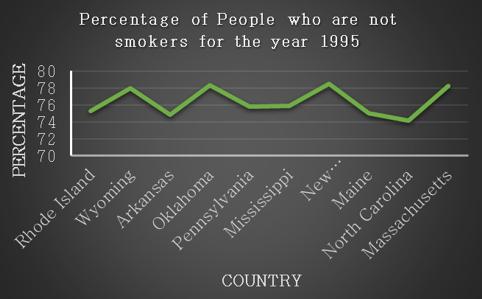 Percentage of People who are not
smokers for the year 1995
PERCENTAGE
80
78
76
74
72
70
Rhode Island
Wyoming
Arkansas
Oklahoma
Pennsylvania
Mississippi
New…
Maine
North Carolina
Massachusetts
COUNTRY